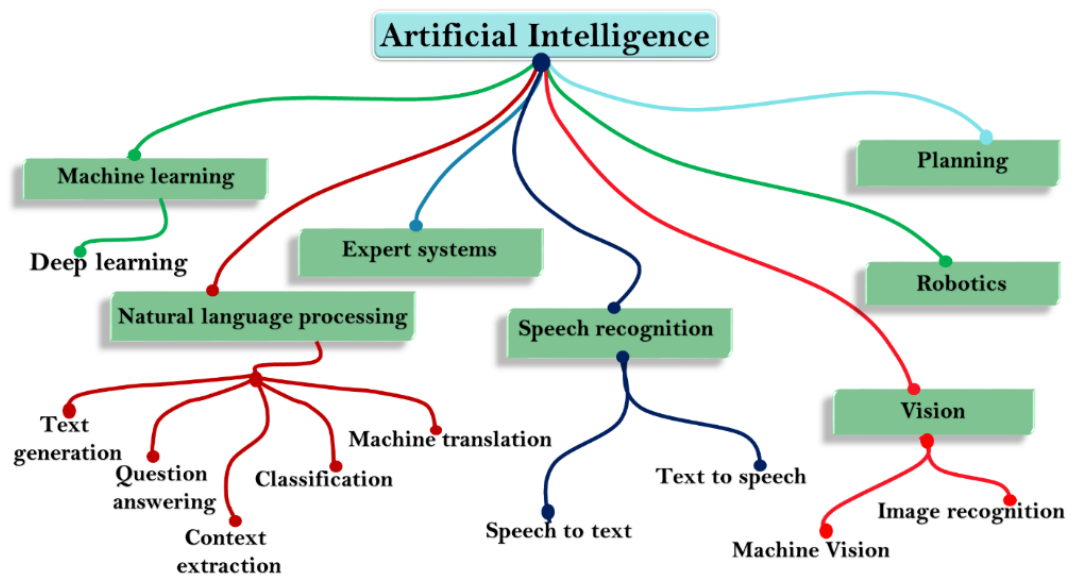 Artificial Intelligence
Machine learning
Deep learning
Natural language processing
Text
generation
Question
answering
Context
extraction
Classification
Machine translation
Expert systems
Speech recognition
Speech to text
Text to speech
Planning
Robotics
Vision
Machine Vision
Image recognition